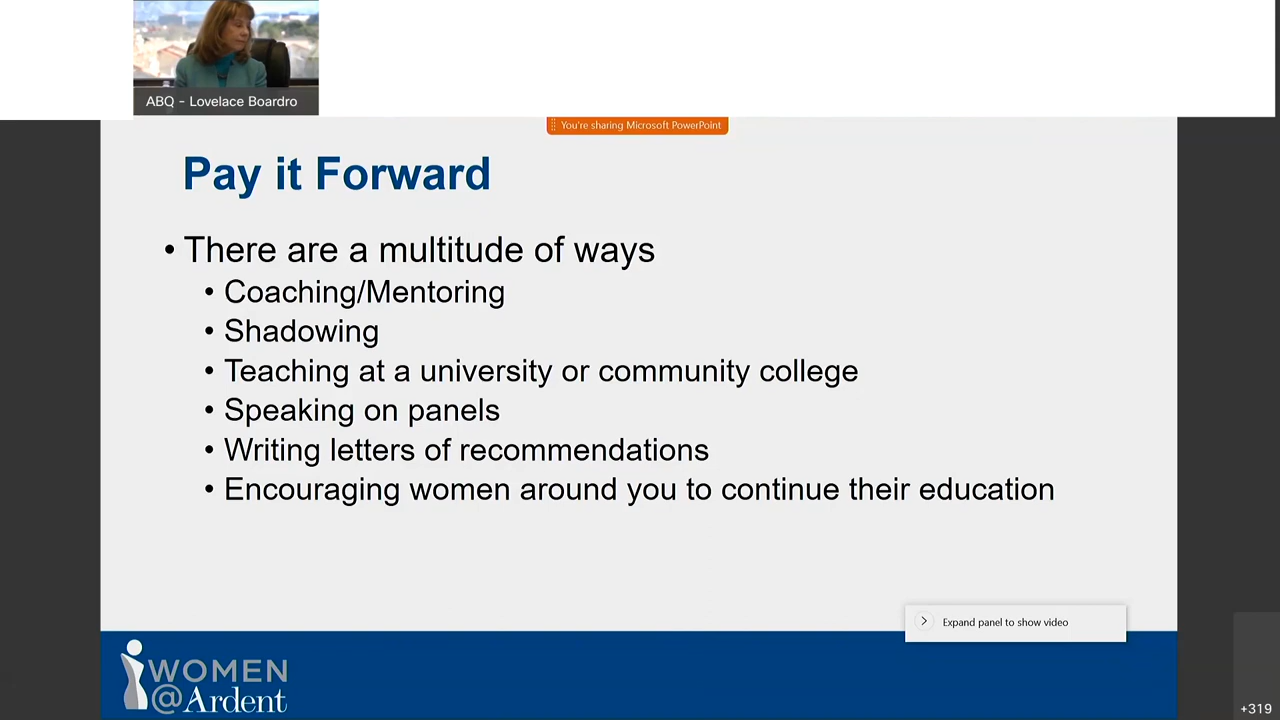 ABQ - Lovelace Boardro
You're sharing Microsoft PowerPoint
Pay it Forward
• There are a multitude of ways
• Coaching/Mentoring
• Shadowing
• Teaching at a university or community college
• Speaking on panels
• Writing letters of recommendations
• Encouraging women around you to continue their education
Expand panel to show video
WOMEN
@Ardent
+319